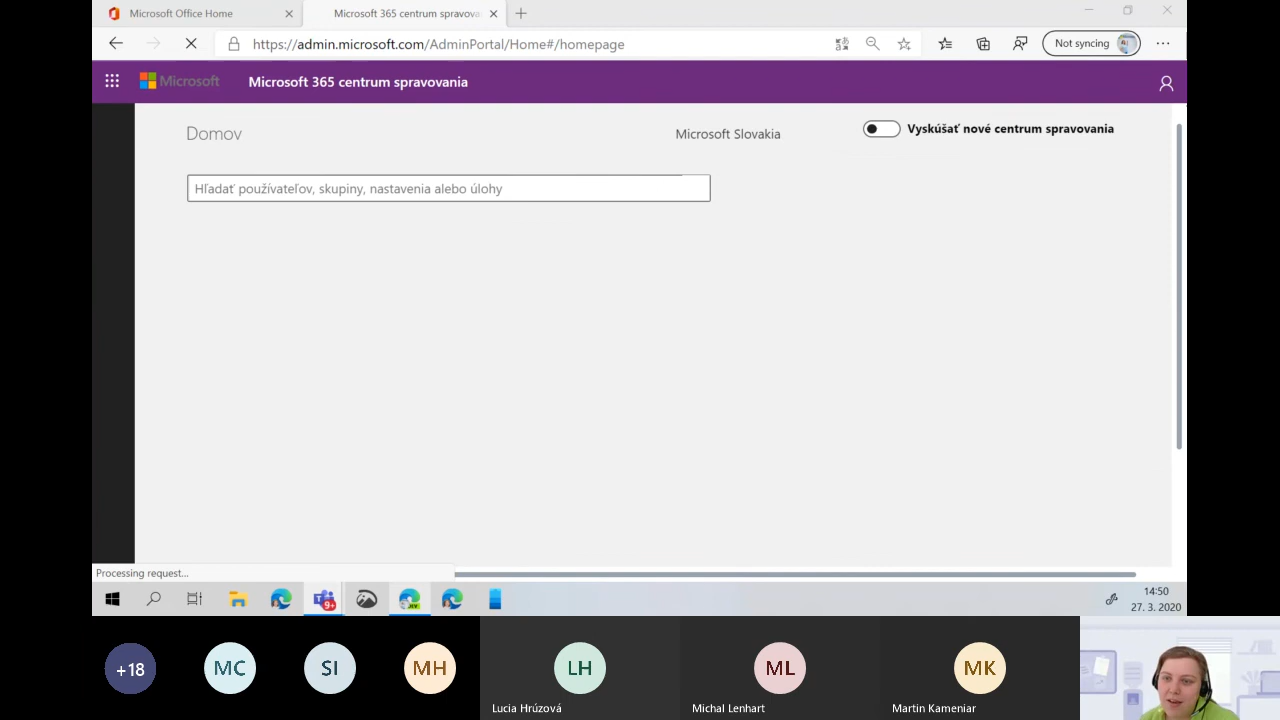 Microsoft Office Home
Microsoft 365 centrum spravova
https://admin.microsoft.com/AdminPortal/Home#/homepage
Not syncing
Microsoft
Microsoft 365 centrum spravovania
Domov
Microsoft Slovakia
Vyskúšať nové centrum spravovania
Hľadať používateľov, skupiny, nastavenia alebo úlohy
Processing request...
9+
14:50
27. 3. 2020
+18
MC
SI
MH
LH
ML
MK
Lucia Hrúzová
Michal Lenhart
Martin Kameniar